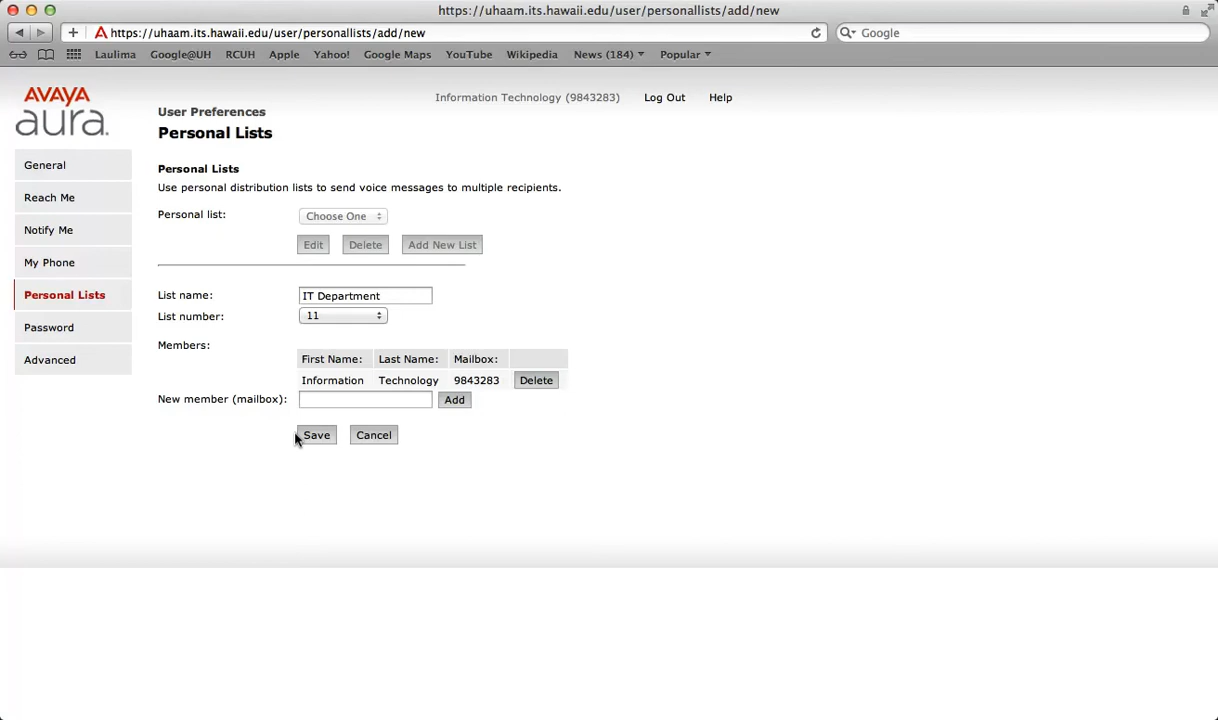 https://uhaam.its.hawaii.edu/user/personallists/add/new
https://uhaam.its.hawaii.edu/user/personallists/add/new
Google
Laulima Google@UH RCUH Apple Yahoo! Google Maps YouTube Wikipedia News (184) Popular
AVAYA
aura.
Information Technology (9843283) Log Out Help
User Preferences
Personal Lists
General
Reach Me
Notify Me
My Phone
Personal Lists
Password
Advanced
Personal Lists
Use personal distribution lists to send voice messages to multiple recipients.
Personal list: Choose One
Edit Delete Add New List
List name: IT Department
List number: 11
Members:
First Name: Last Name: Mailbox:
Information Technology 9843283 Delete
New member (mailbox): Add
Save Cancel